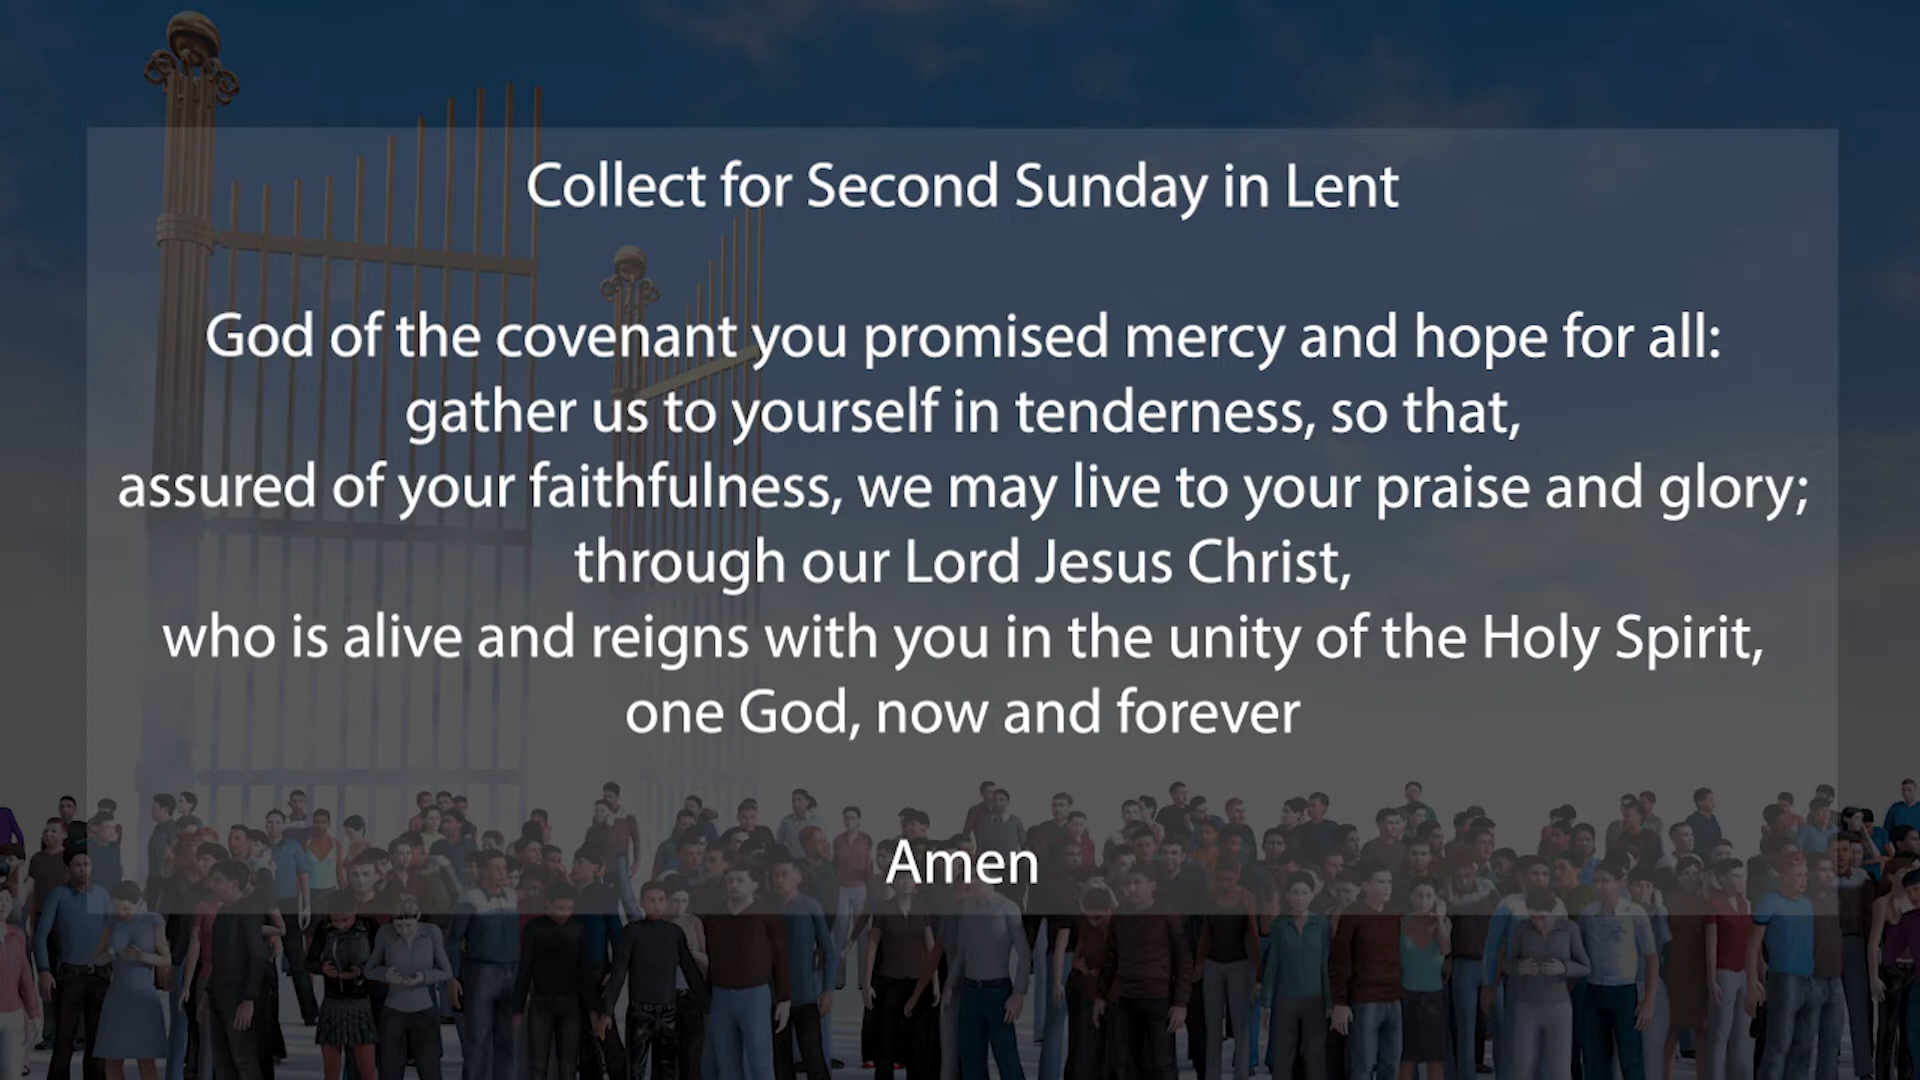 Collect for Second Sunday in Lent
God of the covenant you promised mercy and hope for all:
gather us to yourself in tenderness, so that,
assured of your faithfulness, we may live to your praise and glory;
through our Lord Jesus Christ,
who is alive and reigns with you in the unity of the Holy Spirit,
one God, now and forever
Amen